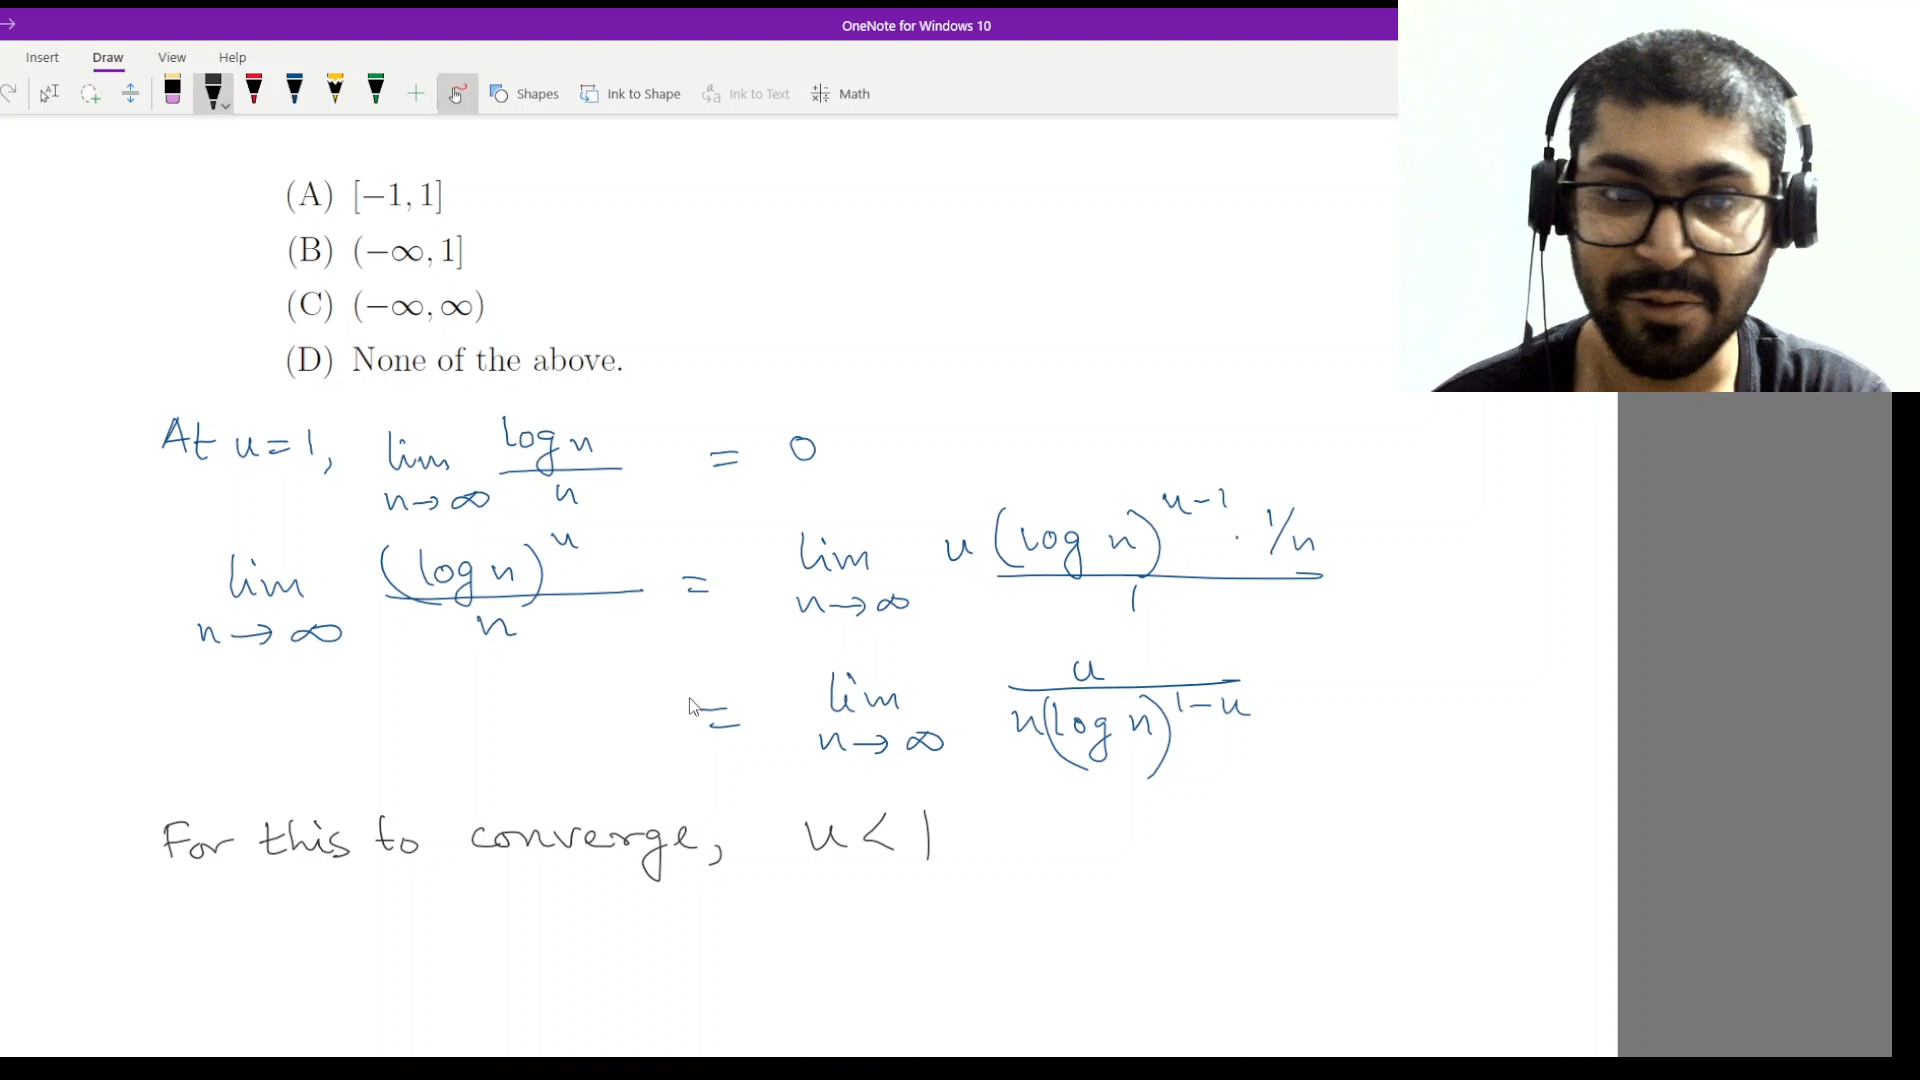 OneNote for Windows 10
Insert Draw View Help
Shapes Ink to Shape Ink to Text Math
(A) [−1, 1]
(B) (−∞, 1]
(C) (−∞, ∞)
(D) None of the above.
At u=1, lim n→∞ log n / n = 0
lim n→∞ (log n)^u / n = lim n→∞ u (log n)^{u-1} · 1/n / 1
= lim n→∞ u / n(log n)^{1-u}
For this to converge, u < 1